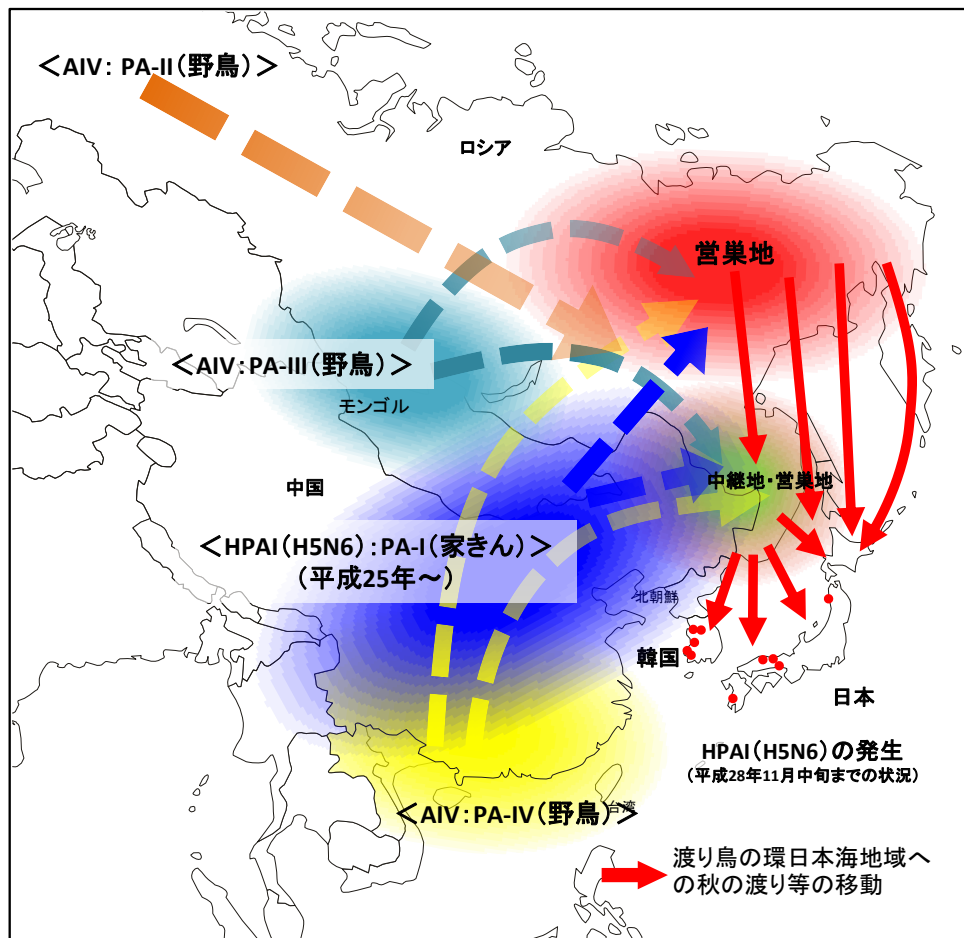 ＜AIV： PA-II（野鳥）＞
ロシア
営巣地
＜AIV：PA-III（野鳥）＞
モンゴル
中継地・営巣地
中国
＜HPAI（H5N6）：PA-I（家きん）＞
（平成25年～）
北朝鮮
韓国
日本
HPAI（H5N6）の発生
（平成28年11月中旬までの状況）
＜AIV：PA-IV（野鳥）＞
台湾
渡り鳥の環日本海地域へ
の秋の渡り等の移動